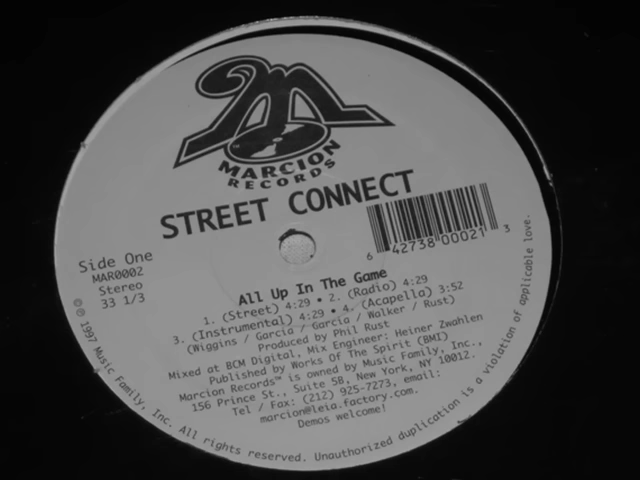 M
MARCION
RECORDS
STREET CONNECT
6 42738 00021 3
Side One
MAR0002
Stereo
33 1/3
All Up In The Game
1. (Street) 4:29 • 2. (Radio) 4:29
3. (Instrumental) 4:29 • 4. (Acapella) 3:52
(Wiggins / Garcia / Garcia / Walker / Rust)
Produced by Phil Rust
Mixed at BCM Digital, Mix Engineer: Heiner Zwahlen
Published by Works Of The Spirit (BMI)
Marcion Records™ is owned by Music Family, Inc.,
156 Prince St., Suite 5B, New York, NY, 10012.
Tel / Fax: (212) 925-7273, email:
marcion@leia.factory.com.
Demos welcome!
© ℗ 1997 Music Family, Inc. All rights reserved. Unauthorized duplication is a violation of applicable love.